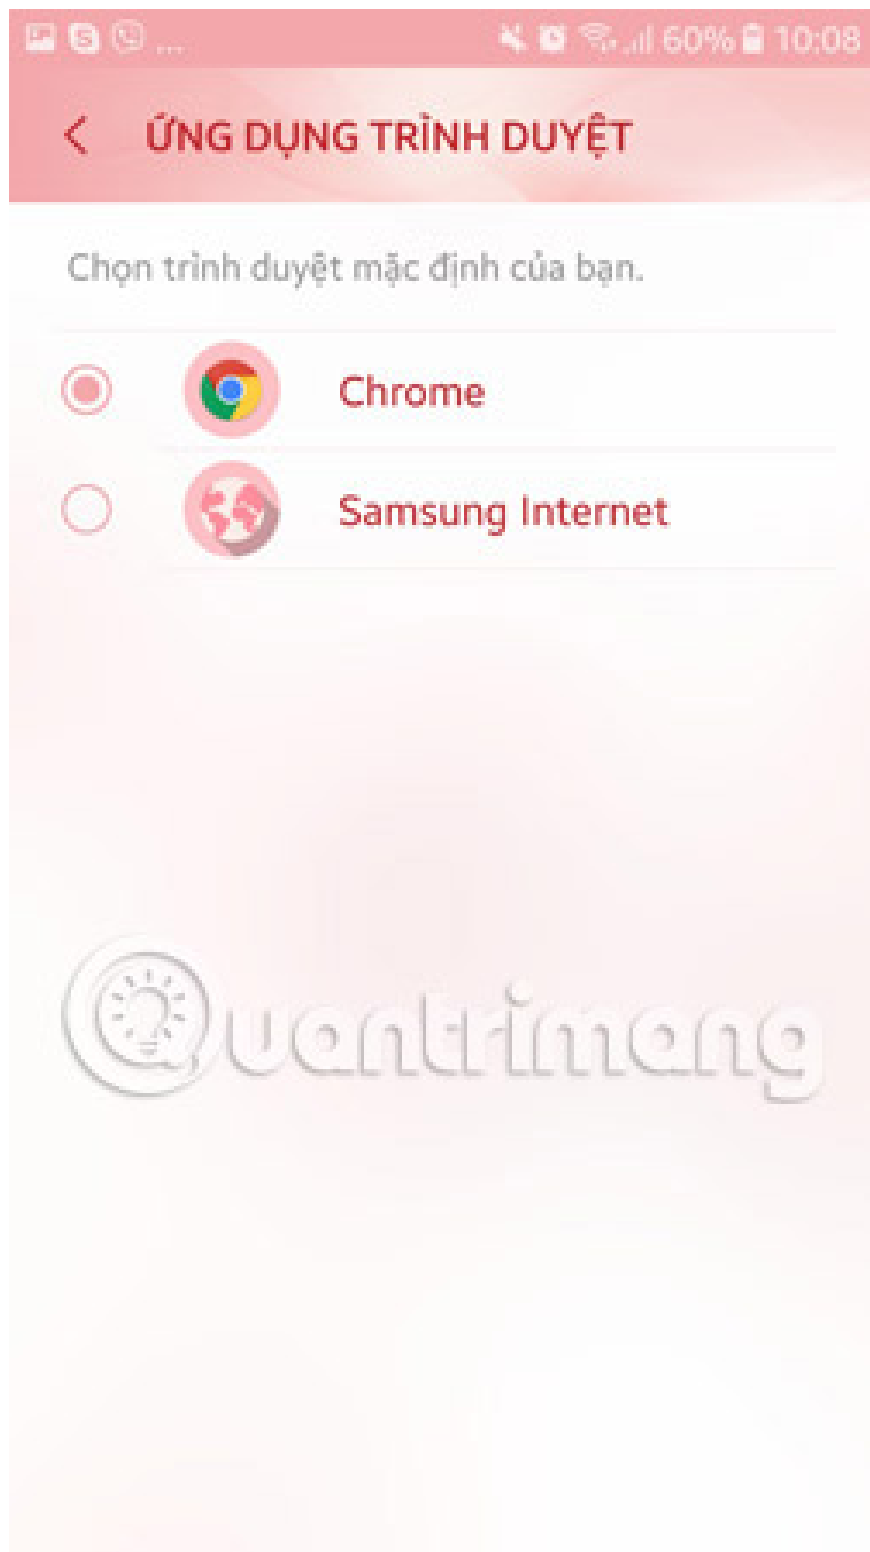 ... 60% 10:08
ỨNG DỤNG TRÌNH DUYỆT
Chọn trình duyệt mặc định của bạn.
Chrome
Samsung Internet
Quantrimang